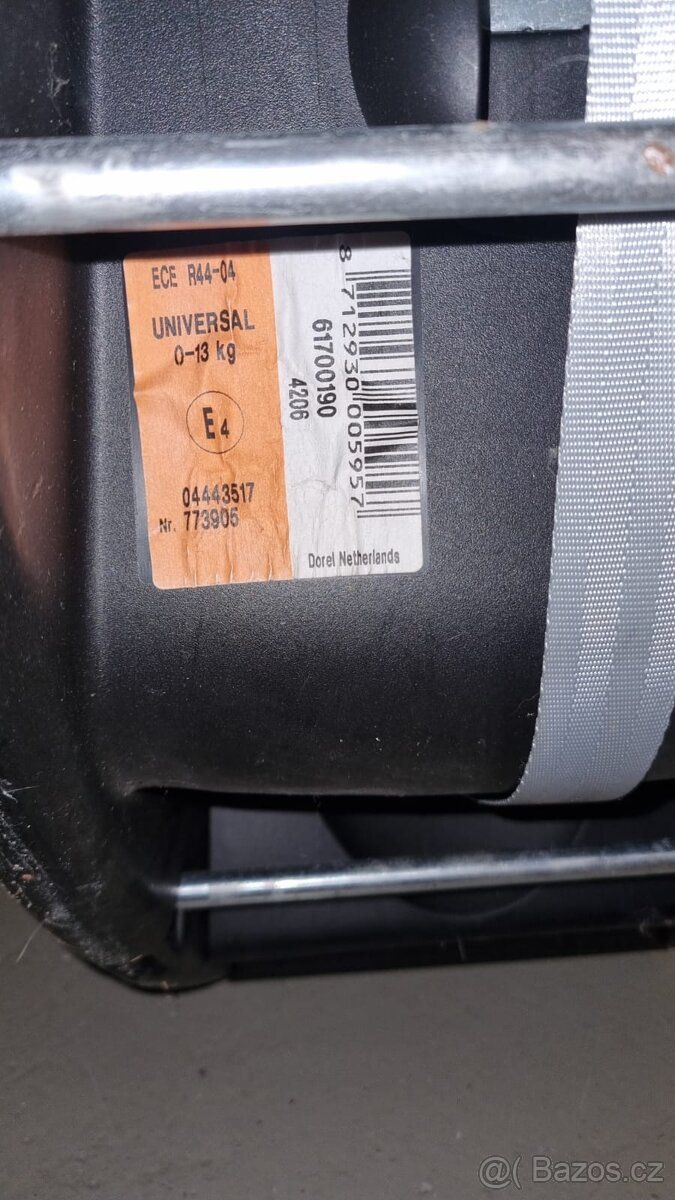 ECE R44-04
UNIVERSAL
0-13 kg
E4
04443517
Nr. 773906
8 712930 005957
61700190
4206
Dorel Netherlands
@( Bazos.cz